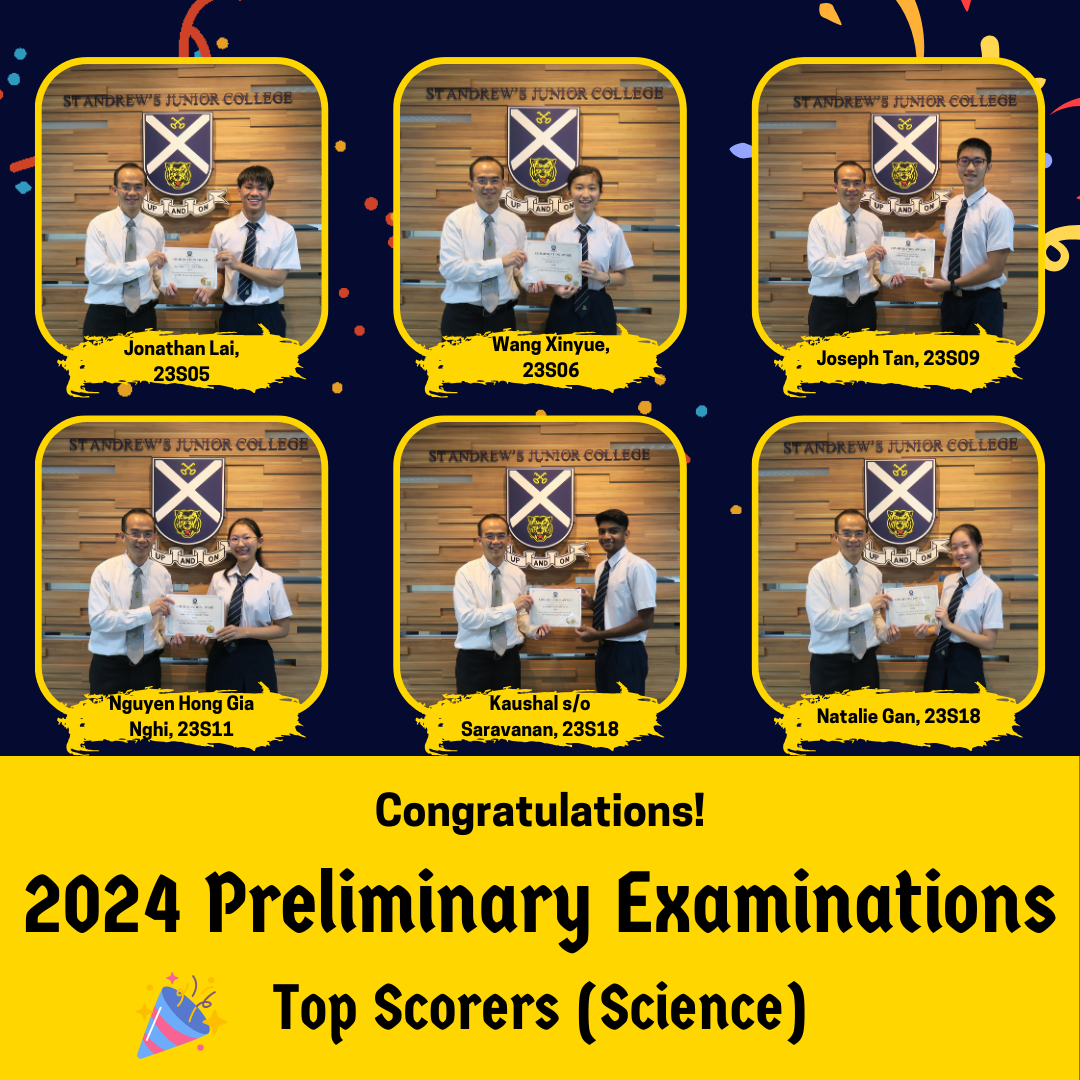 ST ANDREW'S JUNIOR COLLEGE
UP AND ON
Jonathan Lai,
23S05
ST ANDREW'S JUNIOR COLLEGE
UP AND ON
Wang Xinyue,
23S06
ST ANDREW'S JUNIOR COLLEGE
UP AND ON
Joseph Tan, 23S09
ST ANDREW'S JUNIOR COLLEGE
UP AND ON
Nguyen Hong Gia
Nghi, 23S11
ST ANDREW'S JUNIOR COLLEGE
UP AND ON
Kaushal s/o
Saravanan, 23S18
ST ANDREW'S JUNIOR COLLEGE
UP AND ON
Natalie Gan, 23S18
Congratulations!
2024 Preliminary Examinations
Top Scorers (Science)